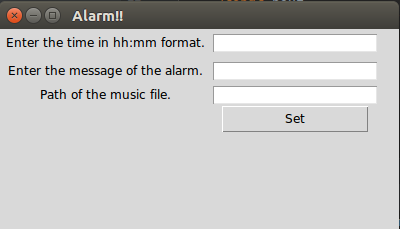 Alarm!!
Enter the time in hh:mm format.
Enter the message of the alarm.
Path of the music file.
Set